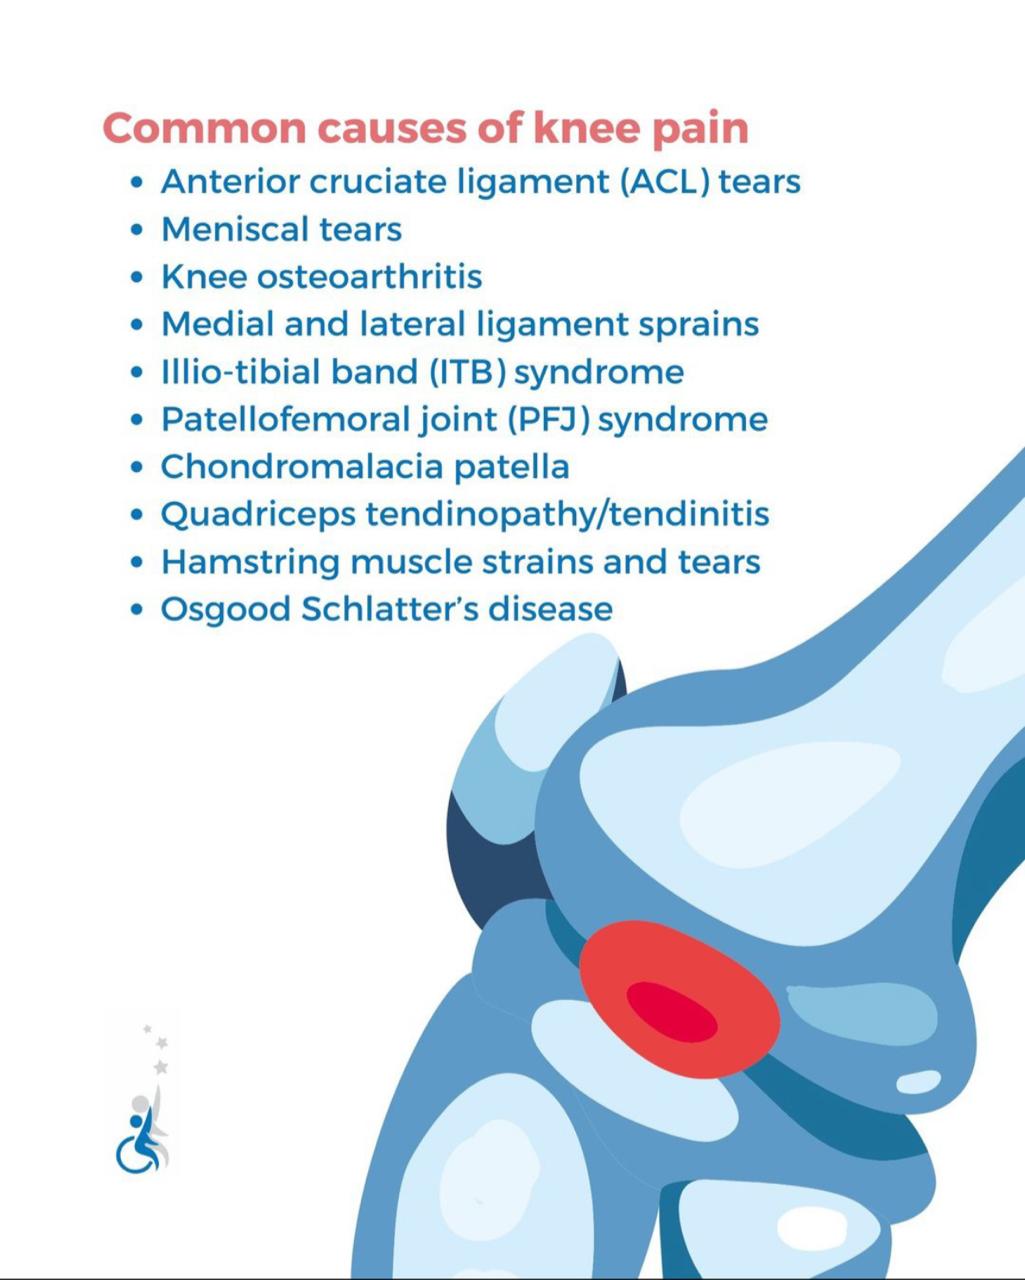 Common causes of knee pain
• Anterior cruciate ligament (ACL) tears
• Meniscal tears
• Knee osteoarthritis
• Medial and lateral ligament sprains
• Illio-tibial band (ITB) syndrome
• Patellofemoral joint (PFJ) syndrome
• Chondromalacia patella
• Quadriceps tendinopathy/tendinitis
• Hamstring muscle strains and tears
• Osgood Schlatter’s disease